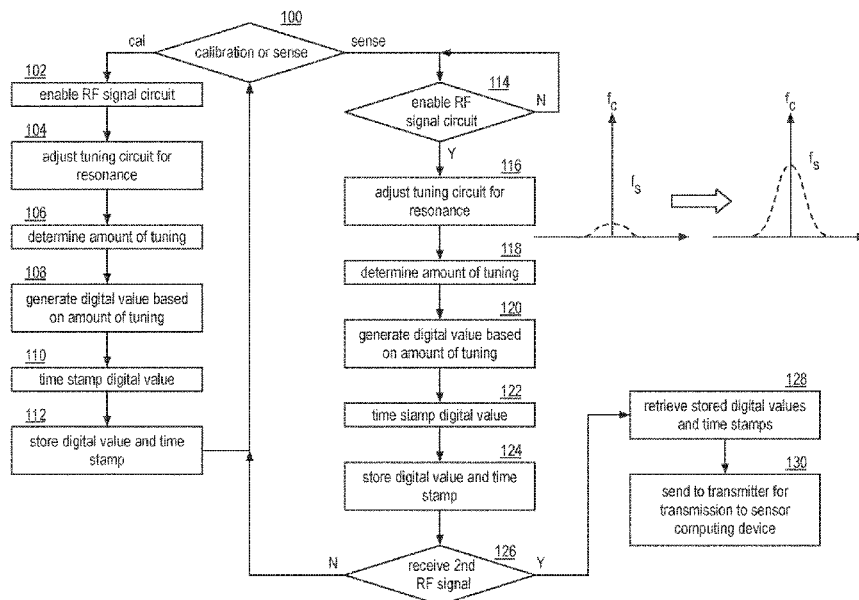 100
calibration or sense
cal
sense
102
enable RF signal circuit
104
adjust tuning circuit for
resonance
106
determine amount of tuning
108
generate digital value based
on amount of tuning
110
time stamp digital value
112
store digital value and time
stamp
114
enable RF
signal circuit
N
Y
116
adjust tuning circuit for
resonance
118
determine amount of tuning
120
generate digital value based
on amount of tuning
122
time stamp digital value
124
store digital value and time
stamp
126
receive 2nd
RF signal
N
Y
fc
fs
fc
fs
128
retrieve stored digital values
and time stamps
130
send to transmitter for
transmission to sensor
computing device